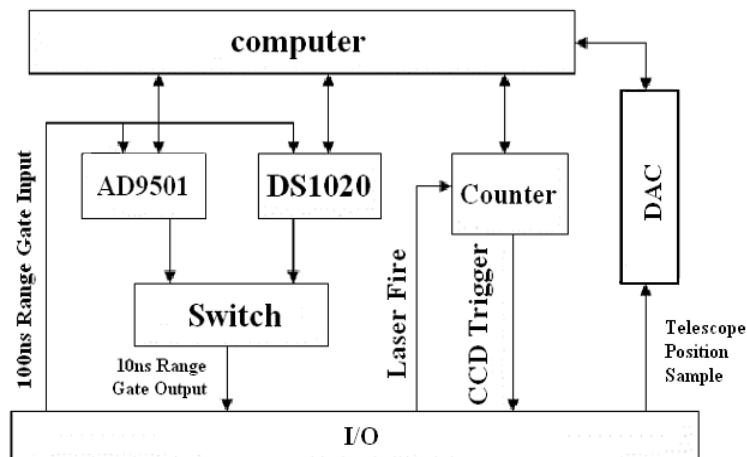 computer
100ns Range Gate Input
AD9501
DS1020
Counter
DAC
Switch
Laser Fire
CCD Trigger
10ns Range
Gate Output
Telescope
Position
Sample
I/O